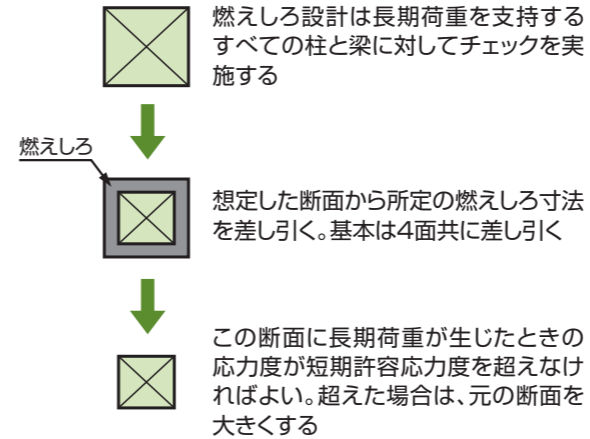 燃えしろ設計は長期荷重を支持する
すべての柱と梁に対してチェックを実
施する
燃えしろ
想定した断面から所定の燃えしろ寸法
を差し引く。基本は4面共に差し引く
この断面に長期荷重が生じたときの
応力度が短期許容応力度を超えなけ
ればよい。超えた場合は、元の断面を
大きくする